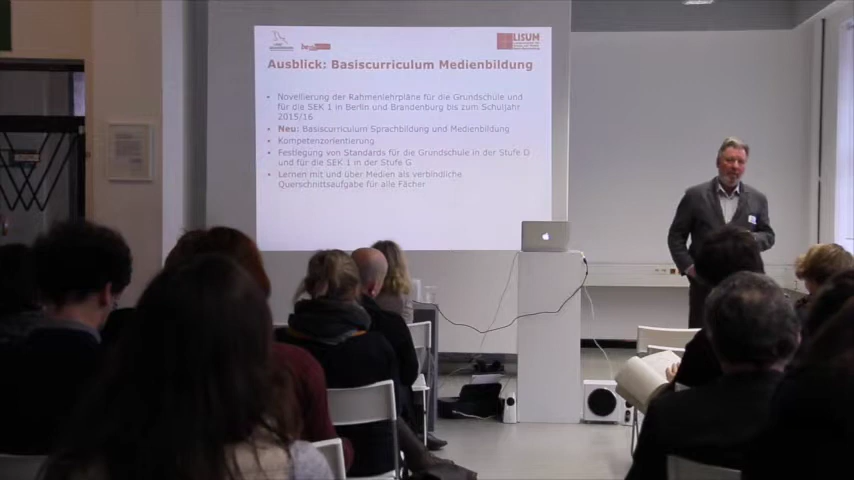 LISUM
Ausblick: Basiscurriculum Medienbildung
• Novellierung der Rahmenlehrpläne für die Grundschule und
für die SEK 1 in Berlin und Brandenburg bis zum Schuljahr
2015/16
• Neu: Basiscurriculum Sprachbildung und Medienbildung
• Kompetenzorientierung
• Festlegung von Standards für die Grundschule in der Stufe D
und für die SEK 1 in der Stufe G
• Lernen mit und über Medien als verbindliche
Querschnittsaufgabe für alle Fächer